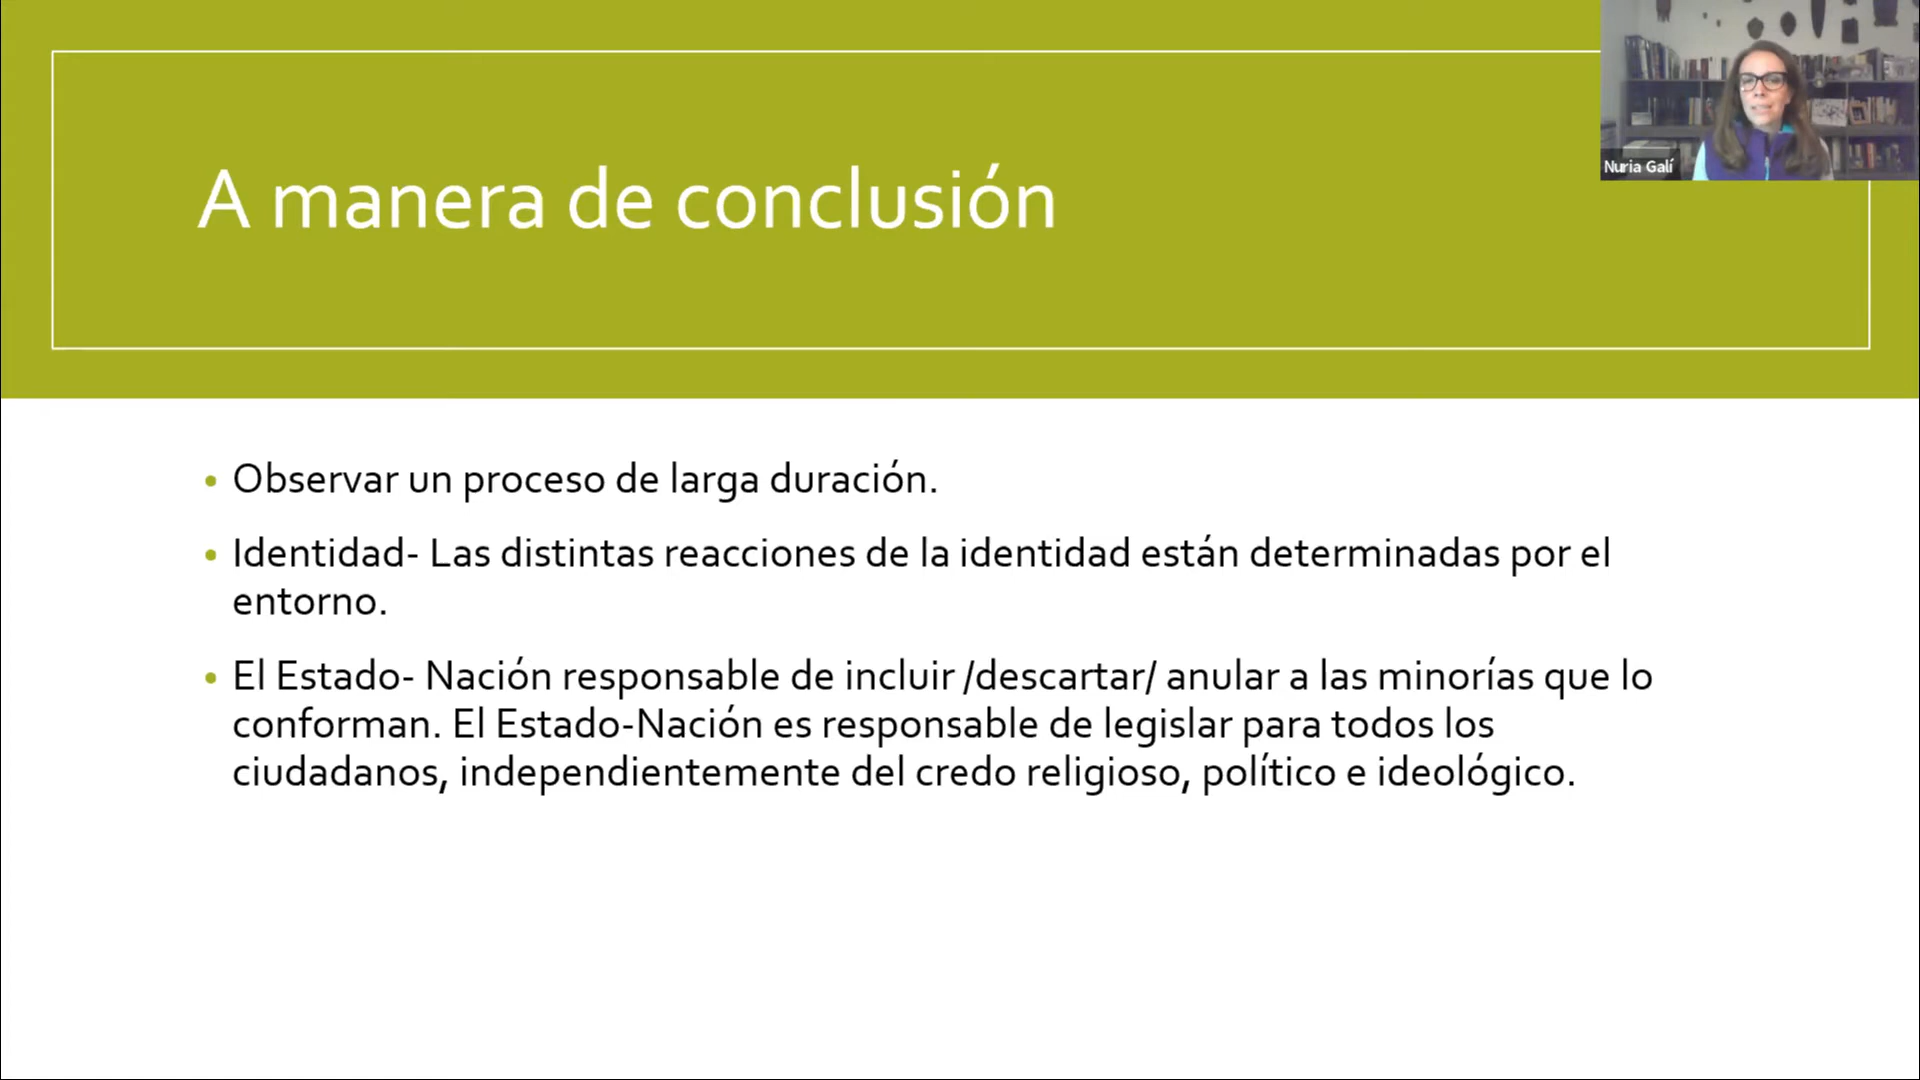 A manera de conclusión
Nuria Galí
• Observar un proceso de larga duración.
• Identidad- Las distintas reacciones de la identidad están determinadas por el
entorno.
• El Estado- Nación responsable de incluir /descartar/ anular a las minorías que lo
conforman. El Estado-Nación es responsable de legislar para todos los
ciudadanos, independientemente del credo religioso, político e ideológico.